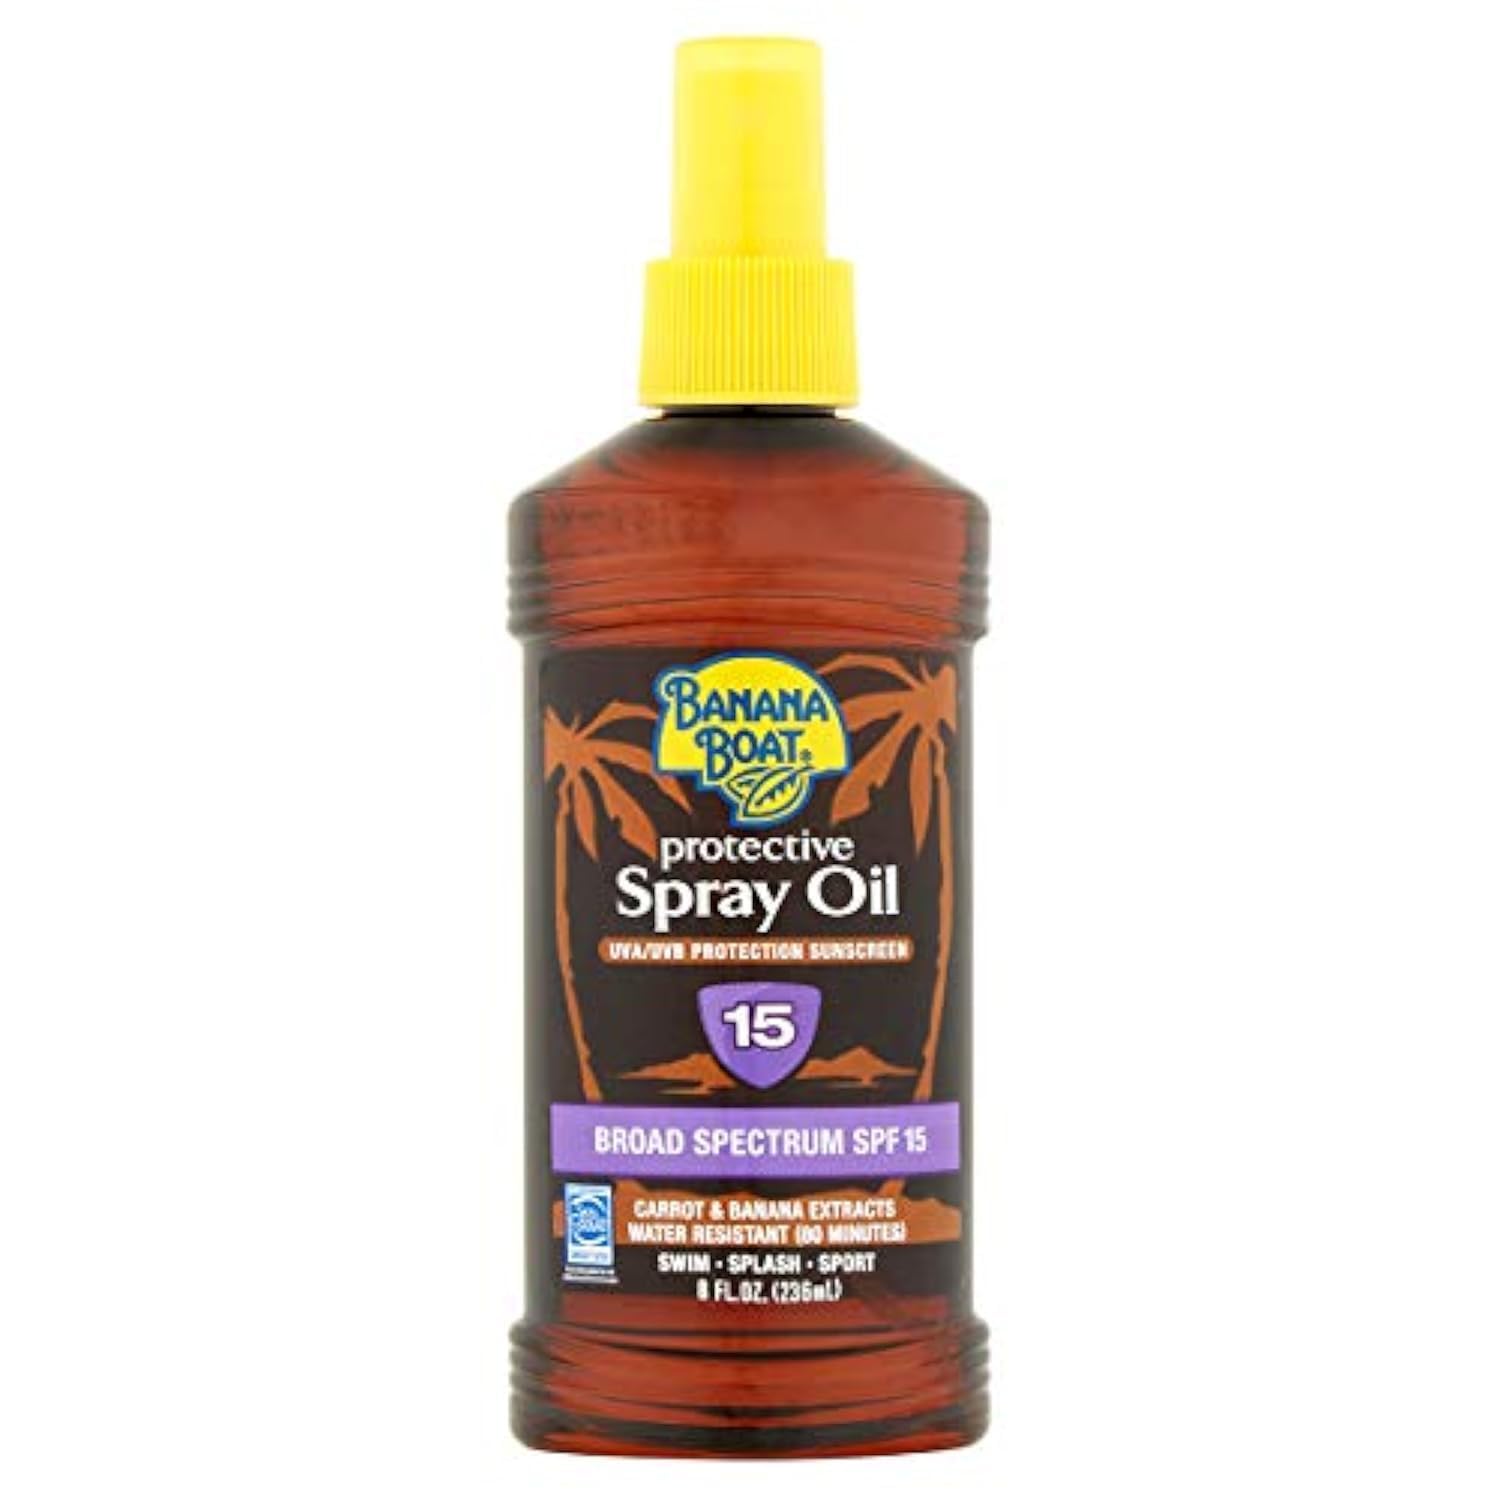 BANANA
BOAT®
protective
Spray Oil
UVA/UVB PROTECTION SUNSCREEN
15
BROAD SPECTRUM SPF 15
CARROT & BANANA EXTRACTS
WATER RESISTANT (80 MINUTES)
SWIM · SPLASH · SPORT
8 FL.OZ. (236mL)